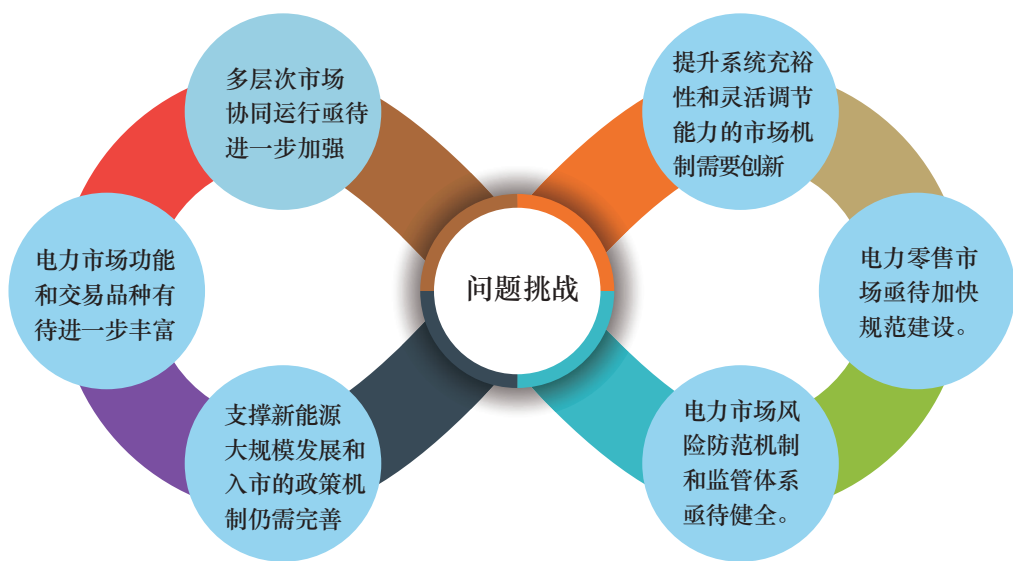 多层次市场
协同运行亟待
进一步加强
提升系统充裕
性和灵活调节
能力的市场机
制需要创新
电力市场功能
和交易品种有
待进一步丰富
问题挑战
电力零售市
场亟待加快
规范建设。
支撑新能源
大规模发展和
入市的政策机
制仍需完善
电力市场风
险防范机制
和监管体系
亟待健全。